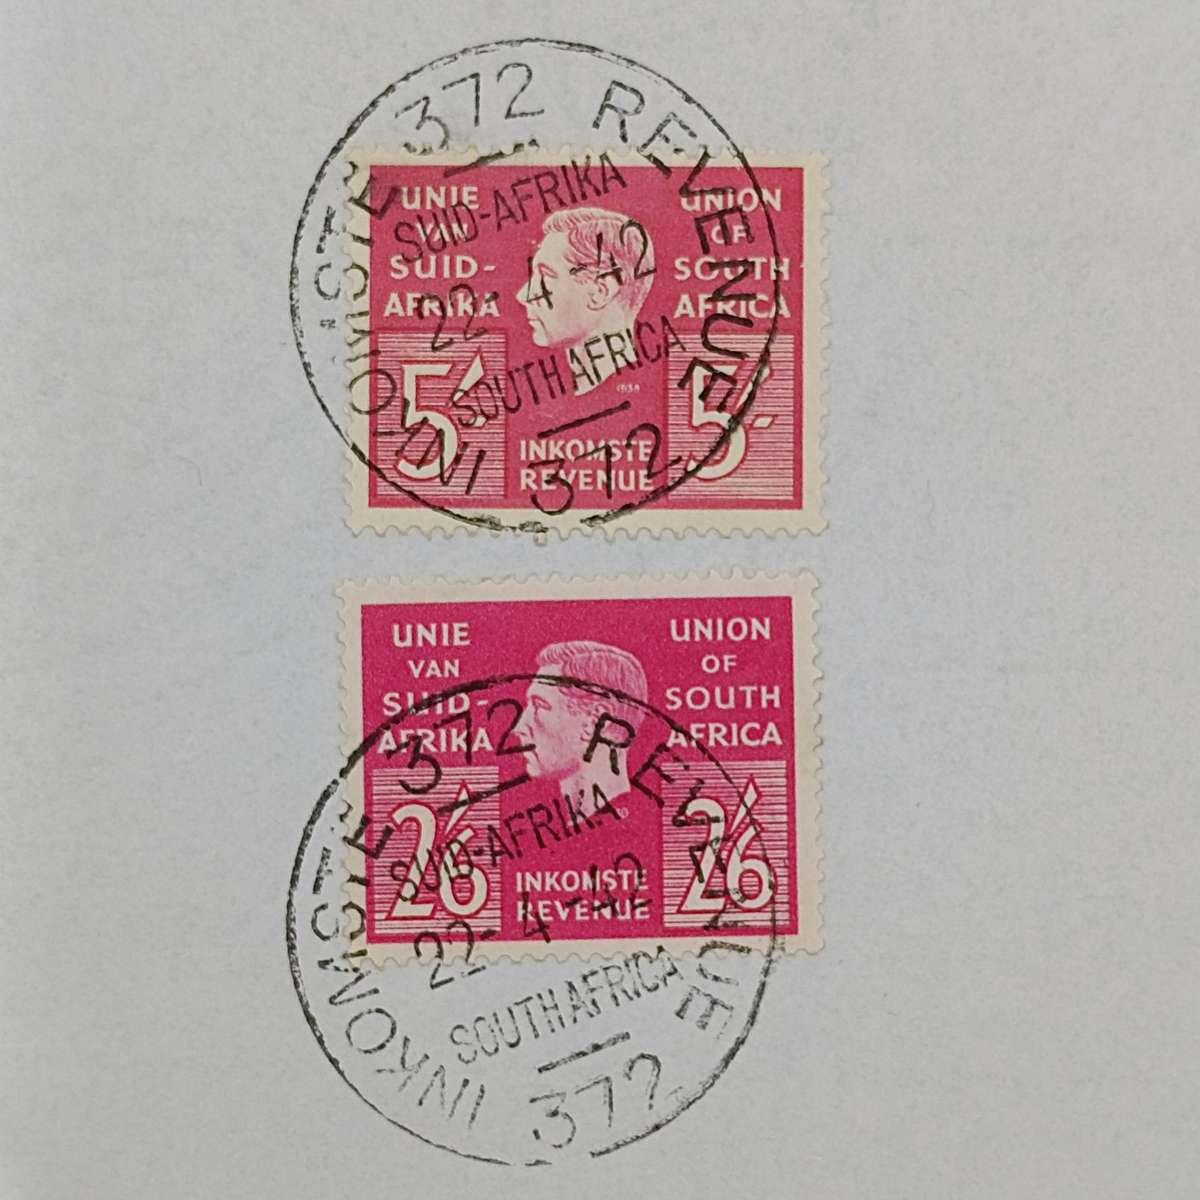 372 REVENUE
INKOMSTE
SUID-AFRIKA
22-4-42
SOUTH AFRICA
372
UNIE
VAN
SUID-
AFRIKA
UNION
OF
SOUTH
AFRICA
5/-
5/-
INKOMSTE
REVENUE
UNIE
VAN
SUID-
AFRIKA
UNION
OF
SOUTH
AFRICA
2/6
2/6
INKOMSTE
REVENUE
372 REVENUE
INKOMSTE
SUID-AFRIKA
22-4-42
SOUTH AFRICA
372